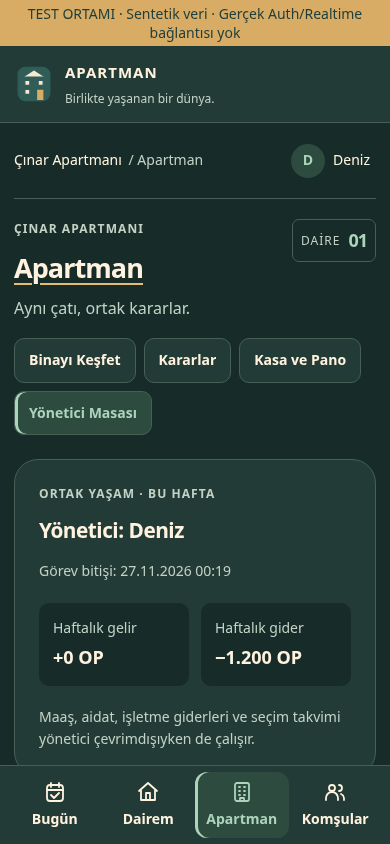 TEST ORTAMI · Sentetik veri · Gerçek Auth/Realtime
bağlantısı yok
APARTMAN
Birlikte yaşanan bir dünya.
Çınar Apartmanı / Apartman
D Deniz
ÇINAR APARTMANI
DAİRE 01
Apartman
Aynı çatı, ortak kararlar.
Binayı Keşfet Kararlar Kasa ve Pano
Yönetici Masası
ORTAK YAŞAM · BU HAFTA
Yönetici: Deniz
Görev bitişi: 27.11.2026 00:19
Haftalık gelir
+0 OP
Haftalık gider
−1.200 OP
Maaş, aidat, işletme giderleri ve seçim takvimi
yönetici çevrimdışıyken de çalışır.
Bugün Dairem Apartman Komşular